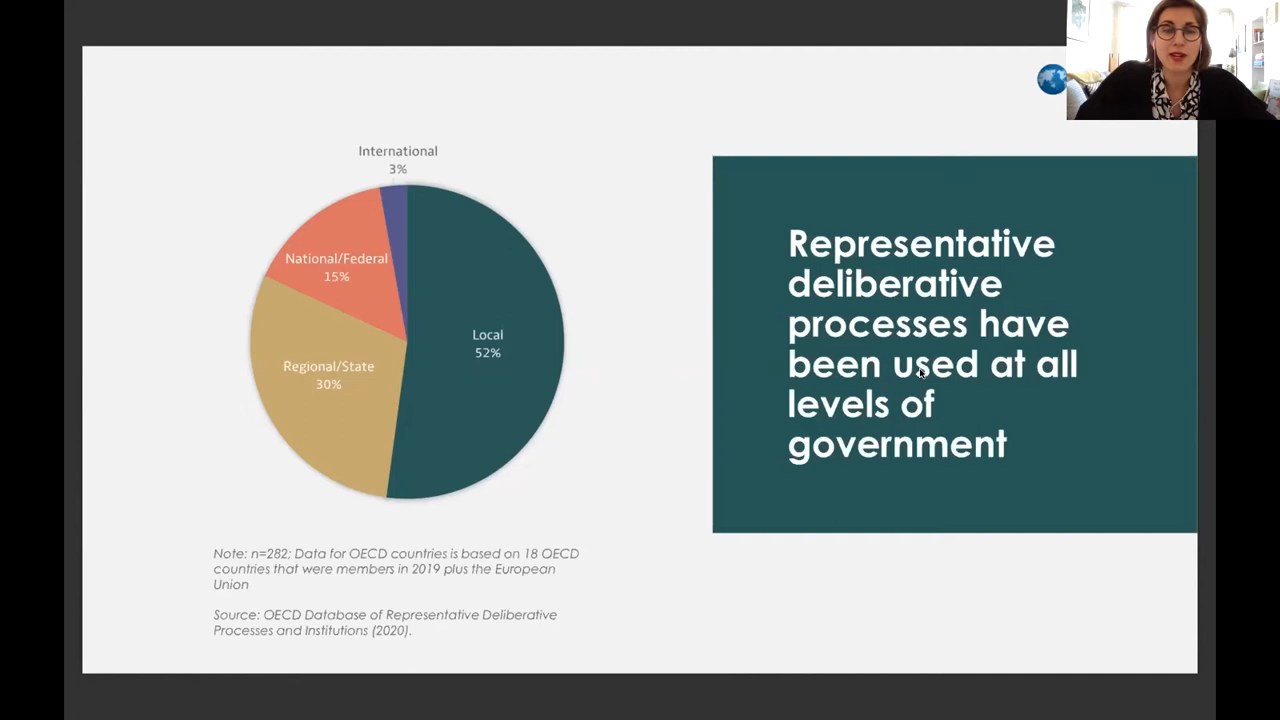 International
3%
National/Federal
15%
Local
52%
Regional/State
30%
Representative
deliberative
processes have
been used at all
levels of
government
Note: n=282; Data for OECD countries is based on 18 OECD
countries that were members in 2019 plus the European
Union
Source: OECD Database of Representative Deliberative
Processes and Institutions (2020).